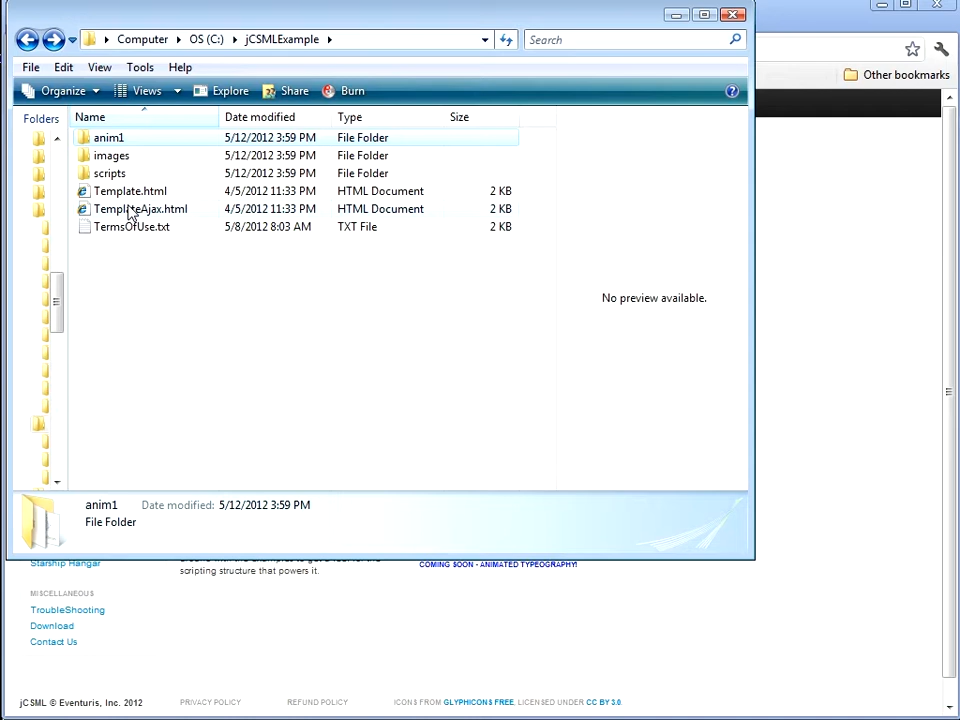 Computer OS (C:) jCSMLExample Search
File Edit View Tools Help
Other bookmarks
Organize Views Explore Share Burn
Folders Name Date modified Type Size
anim1 5/12/2012 3:59 PM File Folder
images 5/12/2012 3:59 PM File Folder
scripts 5/12/2012 3:59 PM File Folder
Template.html 4/5/2012 11:33 PM HTML Document 2 KB
TemplateAjax.html 4/5/2012 11:33 PM HTML Document 2 KB
TermsOfUse.txt 5/8/2012 8:03 AM TXT File 2 KB
No preview available.
anim1 Date modified: 5/12/2012 3:59 PM
File Folder
Starship Hangar
scripting structure that powers it.
COMING SOON - ANIMATED TYPEOGRAPHY!
MISCELLANEOUS
TroubleShooting
Download
Contact Us
jCSML © Eventuris, Inc. 2012 PRIVACY POLICY REFUND POLICY ICONS FROM GLYPHICONS FREE, LICENSED UNDER CC BY 3.0.